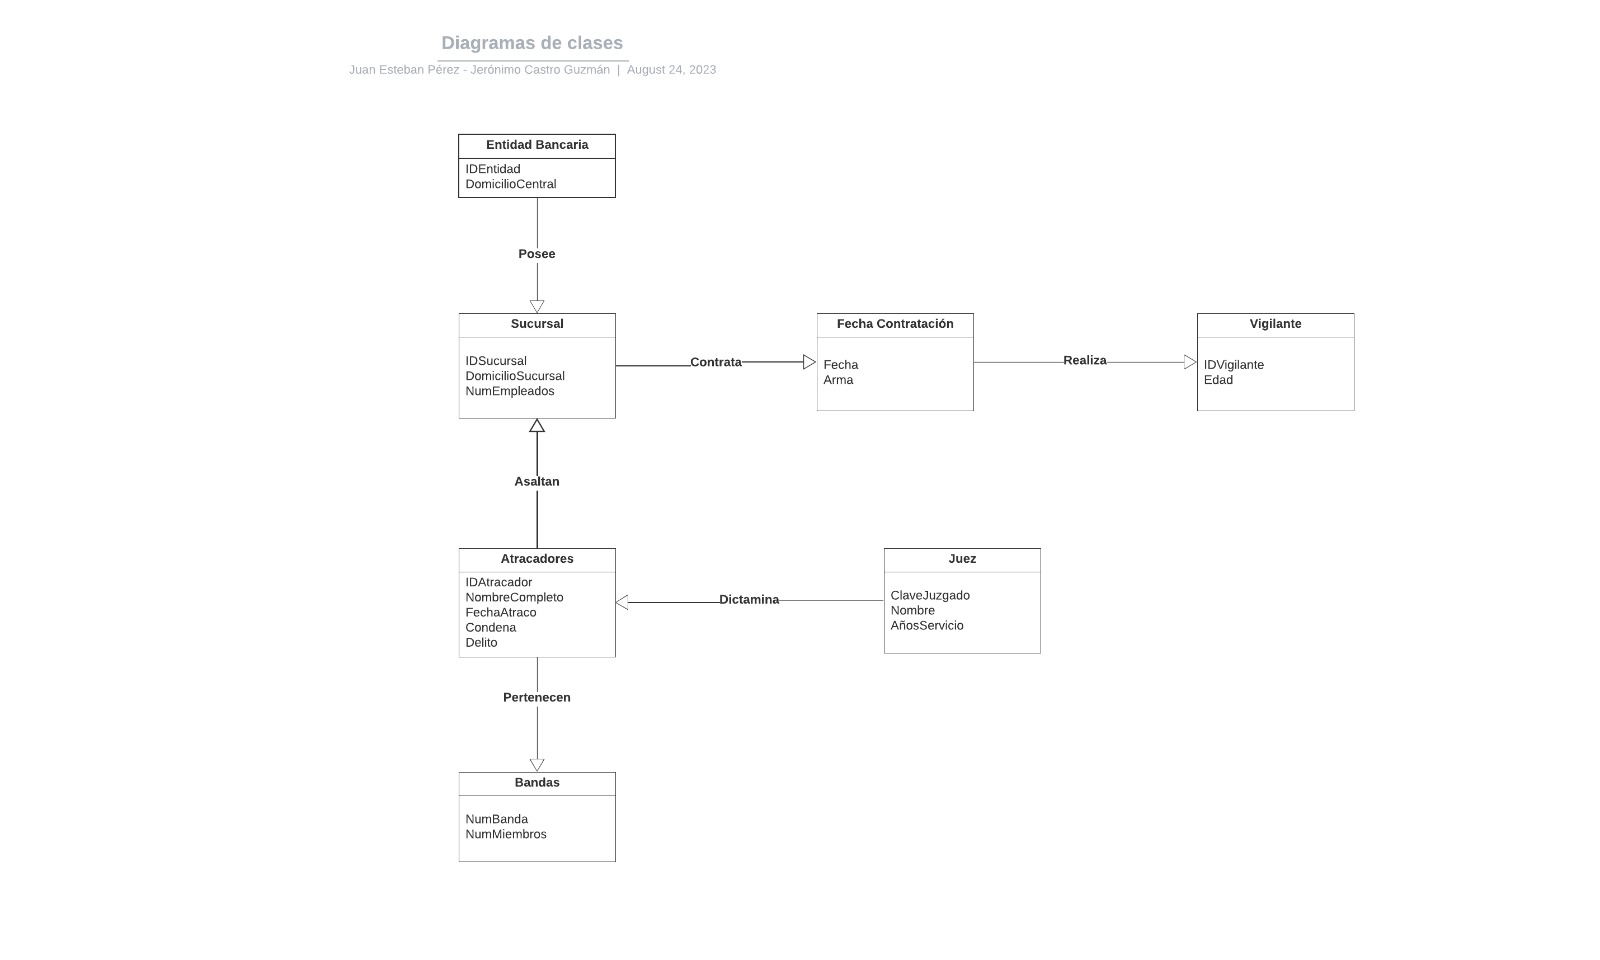 Diagramas de clases
Juan Esteban Pérez - Jerónimo Castro Guzmán | August 24, 2023
Entidad Bancaria
IDEntidad
DomicilioCentral
Posee
Sucursal
IDSucursal
DomicilioSucursal
NumEmpleados
Contrata
Fecha Contratación
Fecha
Arma
Realiza
Vigilante
IDVigilante
Edad
Asaltan
Atracadores
IDAtracador
NombreCompleto
FechaAtraco
Condena
Delito
Dictamina
Juez
ClaveJuzgado
Nombre
AñosServicio
Pertenecen
Bandas
NumBanda
NumMiembros